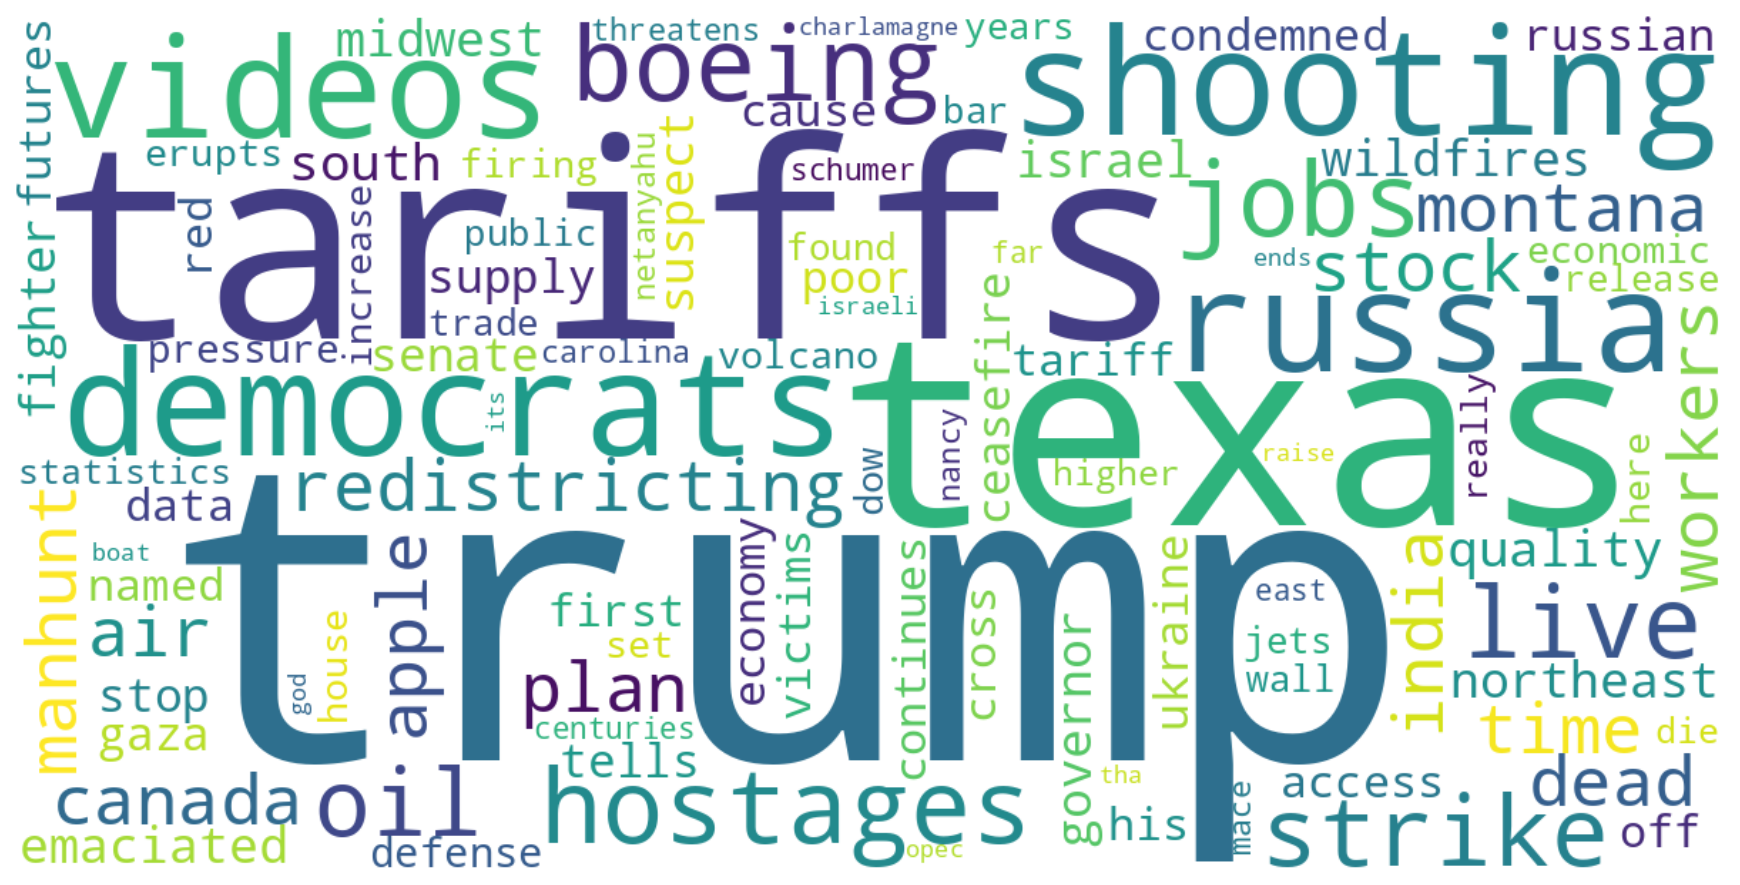 futures
midwest
threatens
charlamagne
years
condemned
russian
videos
boeing
shooting
cause
bar
erupts
south
firing
netanyahu
suspect
schumer
israel
wildfires
tariffs
jobs
montana
fighter
red
increase
public
supply
found
poor
far
ends
stock
economic
release
israeli
trade
russia
pressure
senate
carolina
volcano
ceasefire
tariff
workers
democrats
its
texas
really
statistics
data
redistricting
dow
nancy
higher
raise
here
manhunt
boat
named
trump
air
apple
first
economy
victims
continues
cross
ukraine
east
india
quality
live
god
house
set
jets
stop
plan
wall
northeast
gaza
centuries
governor
time
die
canada
oil
tells
hostages
tha
his
mace
access
dead
emaciated
defense
opec
strike
off